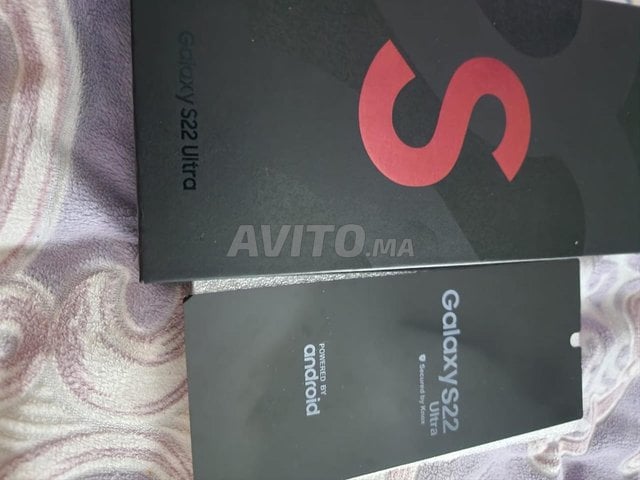 Galaxy S22 Ultra
S
AVITO.MA
Galaxy S22
Ultra
Secured by Knox
POWERED BY
android